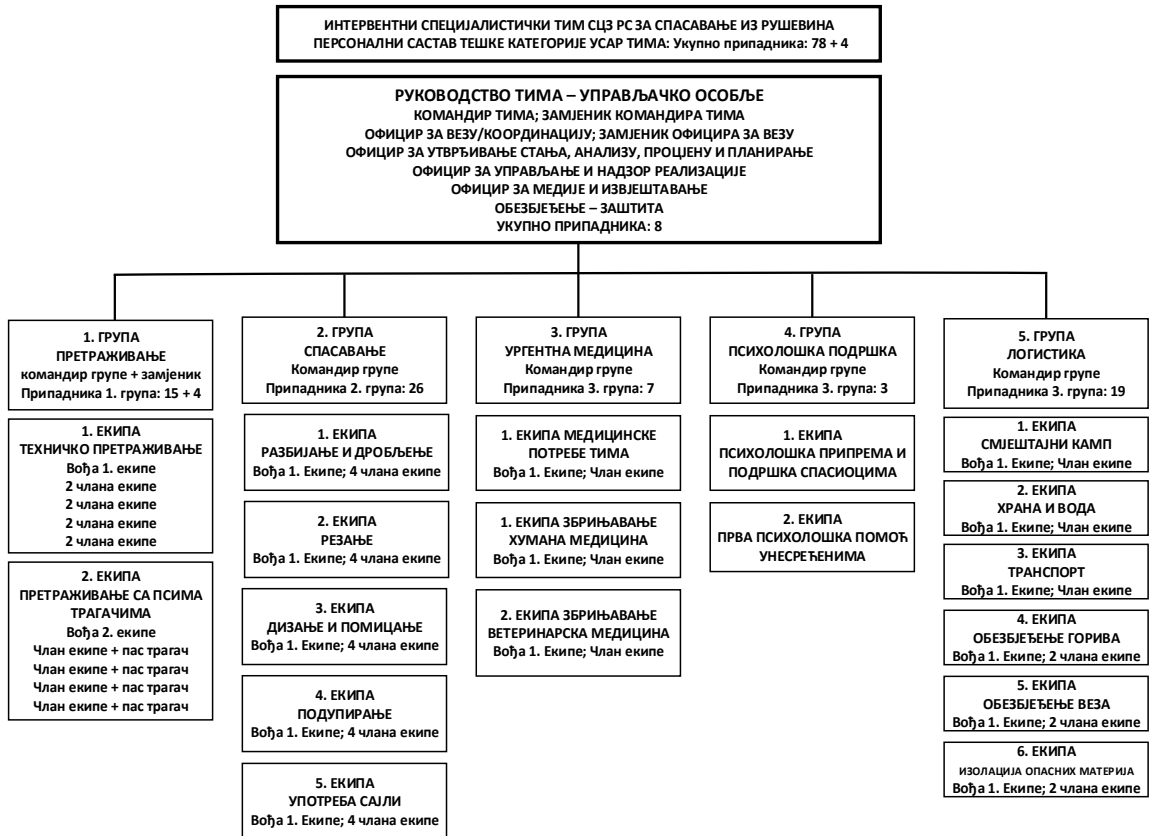 ИНТЕРВЕНТНИ СПЕЦИЈАЛИСТИЧКИ ТИМ СЦЗ РС ЗА СПАСАВАЊЕ ИЗ РУШЕВИНА
ПЕРСОНАЛНИ САСТАВ ТЕШКЕ КАТЕГОРИЈЕ УСАР ТИМА: Укупно припадника: 78 + 4
РУКОВОДСТВО ТИМА – УПРАВЉАЧКО ОСОБЉЕ
КОМАНДИР ТИМА; ЗАМЈЕНИК КОМАНДИРА ТИМА
ОФИЦИР ЗА ВЕЗУ/КООРДИНАЦИЈУ; ЗАМЈЕНИК ОФИЦИРА ЗА ВЕЗУ
ОФИЦИР ЗА УТВРЂИВАЊЕ СТАЊА, АНАЛИЗУ, ПРОЦЈЕНУ И ПЛАНИРАЊЕ
ОФИЦИР ЗА УПРАВЉАЊЕ И НАДЗОР РЕАЛИЗАЦИЈЕ
ОФИЦИР ЗА МЕДИЈЕ И ИЗВЈЕШТАВАЊЕ
ОБЕЗБЈЕЂЕЊЕ – ЗАШТИТА
УКУПНО ПРИПАДНИКА: 8
1. ГРУПА
ПРЕТРАЖИВАЊЕ
командир групе + замјеник
Припадника 1. група: 15 + 4
1. ЕКИПА
ТЕХНИЧКО ПРЕТРАЖИВАЊЕ
Вођа 1. екипе
2 члана екипе
2 члана екипе
2 члана екипе
2 члана екипе
2. ЕКИПА
ПРЕТРАЖИВАЊЕ СА ПСИМА
ТРАГАЧИМА
Вођа 2. екипе
Члан екипе + пас трагач
Члан екипе + пас трагач
Члан екипе + пас трагач
Члан екипе + пас трагач
2. ГРУПА
СПАСАВАЊЕ
Командир групе
Припадника 2. група: 26
1. ЕКИПА
РАЗБИЈАЊЕ И ДРОБЉЕЊЕ
Вођа 1. Екипе; 4 члана екипе
2. ЕКИПА
РЕЗАЊЕ
Вођа 1. Екипе; 4 члана екипе
3. ЕКИПА
ДИЗАЊЕ И ПОМИЦАЊЕ
Вођа 1. Екипе; 4 члана екипе
4. ЕКИПА
ПОДУПИРАЊЕ
Вођа 1. Екипе; 4 члана екипе
5. ЕКИПА
УПОТРЕБА САЈЛИ
Вођа 1. Екипе; 4 члана екипе
3. ГРУПА
УРГЕНТНА МЕДИЦИНА
Командир групе
Припадника 3. група: 7
1. ЕКИПА МЕДИЦИНСКЕ
ПОТРЕБЕ ТИМА
Вођа 1. Екипе; Члан екипе
1. ЕКИПА ЗБРИЊАВАЊЕ
ХУМАНА МЕДИЦИНА
Вођа 1. Екипе; Члан екипе
2. ЕКИПА ЗБРИЊАВАЊЕ
ВЕТЕРИНАРСКА МЕДИЦИНА
Вођа 1. Екипе; Члан екипе
4. ГРУПА
ПСИХОЛОШКА ПОДРШКА
Командир групе
Припадника 3. група: 3
1. ЕКИПА
ПСИХОЛОШКА ПРИПРЕМА И
ПОДРШКА СПАСИОЦИМА
2. ЕКИПА
ПРВА ПСИХОЛОШКА ПОМОЋ
УНЕСРЕЋЕНИМА
5. ГРУПА
ЛОГИСТИКА
Командир групе
Припадника 3. група: 19
1. ЕКИПА
СМЈЕШТАЈНИ КАМП
Вођа 1. Екипе; Члан екипе
2. ЕКИПА
ХРАНА И ВОДА
Вођа 1. Екипе; Члан екипе
3. ЕКИПА
ТРАНСПОРТ
Вођа 1. Екипе; Члан екипе
4. ЕКИПА
ОБЕЗБЈЕЂЕЊЕ ГОРИВА
Вођа 1. Екипе; 2 члана екипе
5. ЕКИПА
ОБЕЗБЈЕЂЕЊЕ ВЕЗА
Вођа 1. Екипе; 2 члана екипе
6. ЕКИПА
ИЗОЛАЦИЈА ОПАСНИХ МАТЕРИЈА
Вођа 1. Екипе; 2 члана екипе